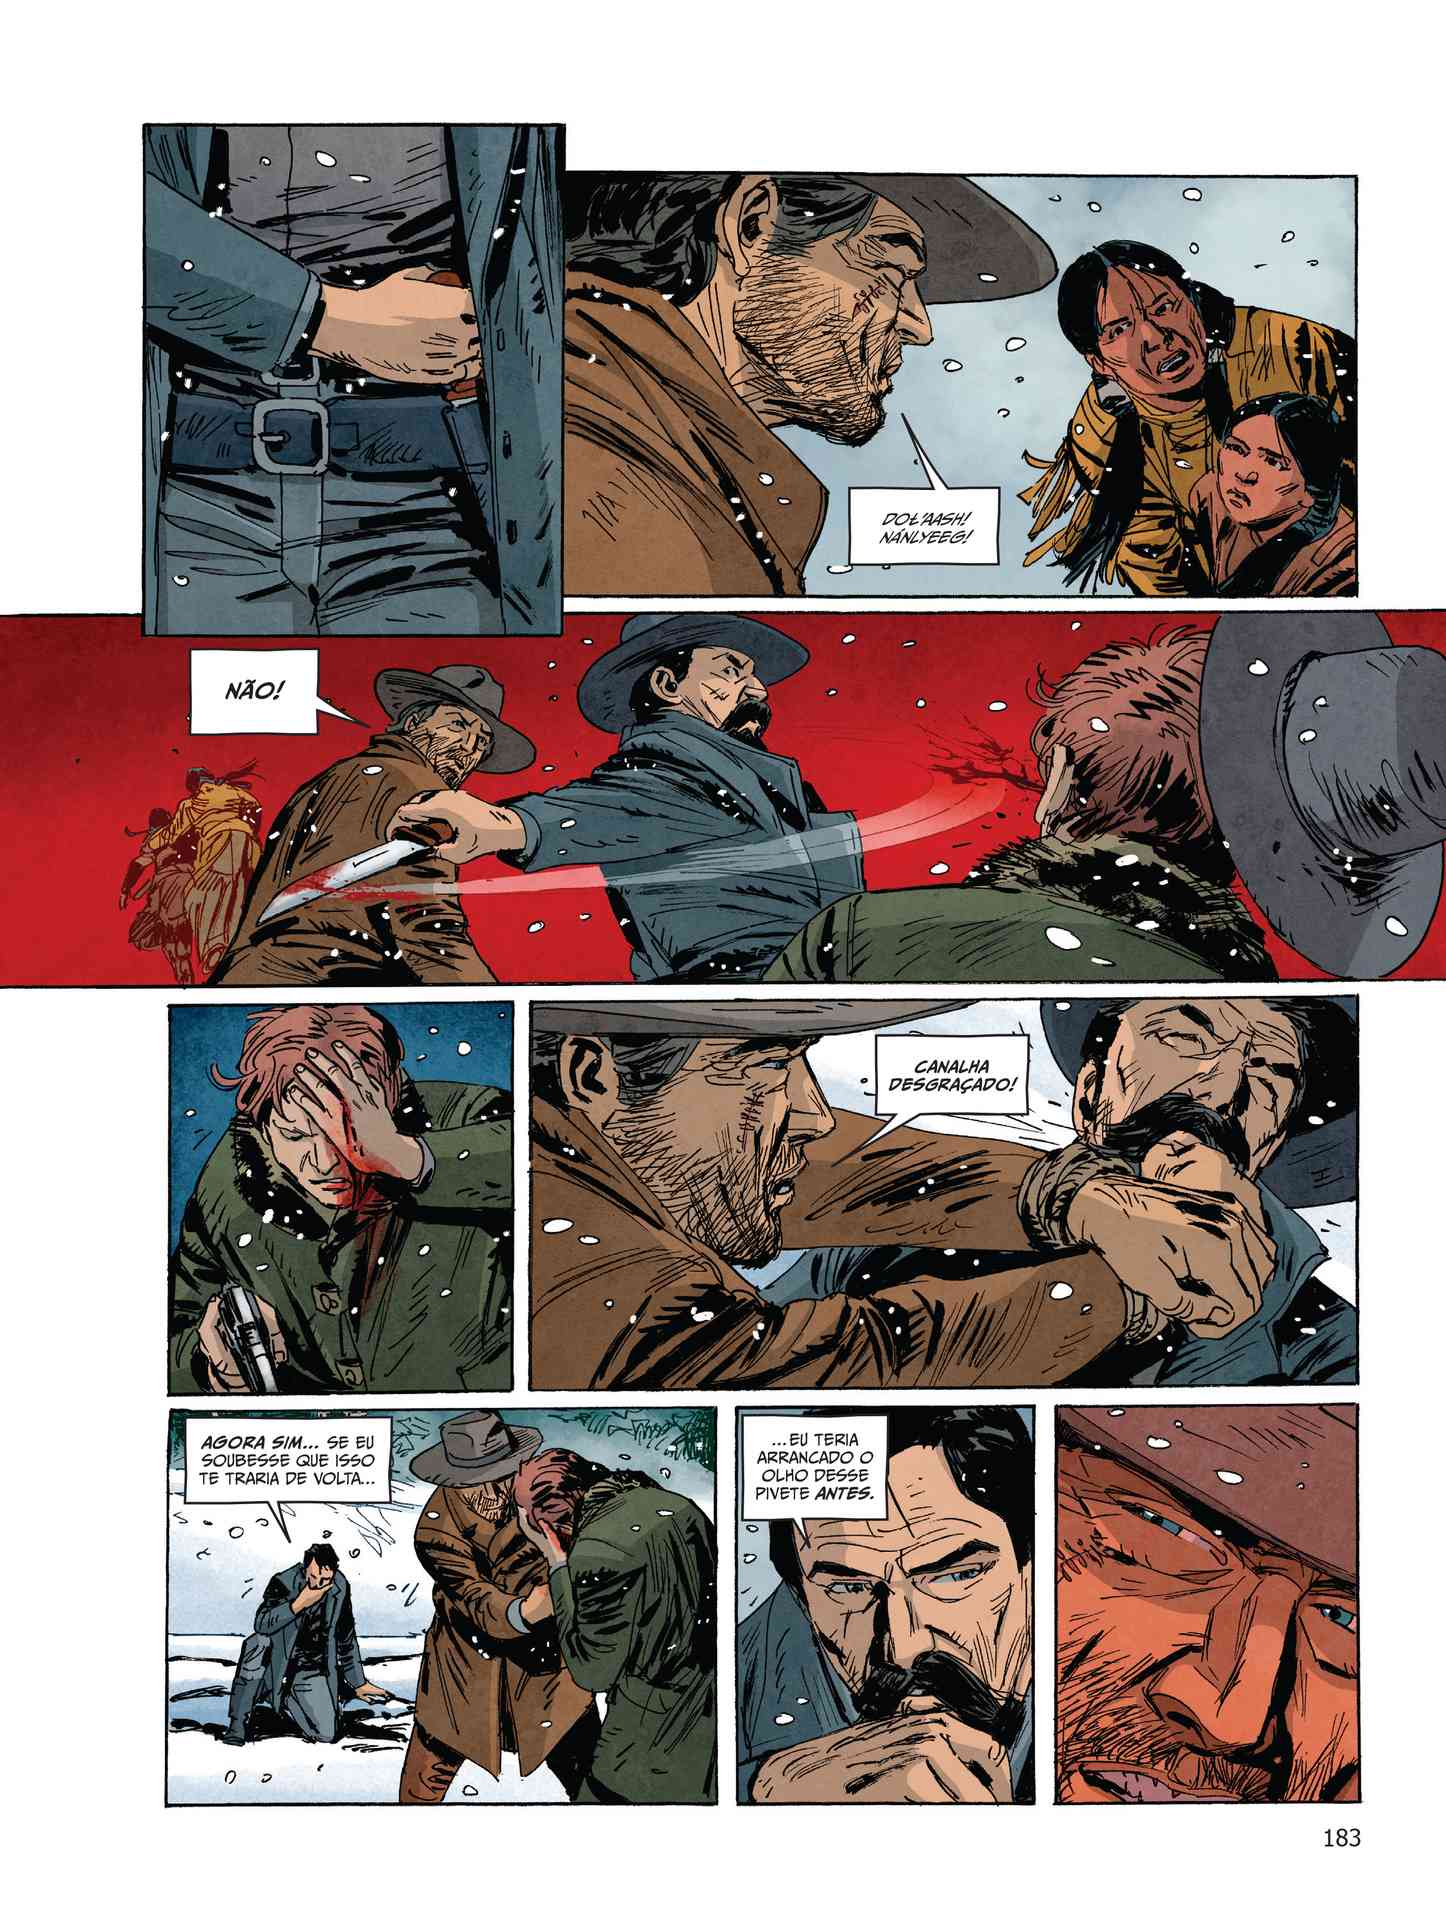 DOŁ'AASH!
NÁNLYEEG!
NÃO!
CANALHA
DESGRAÇADO!
AGORA SIM... SE EU
SOUBESSE QUE ISSO
TE TRARIA DE VOLTA...
...EU TERIA
ARRANCADO O
OLHO DESSE
PIVETE ANTES.
183